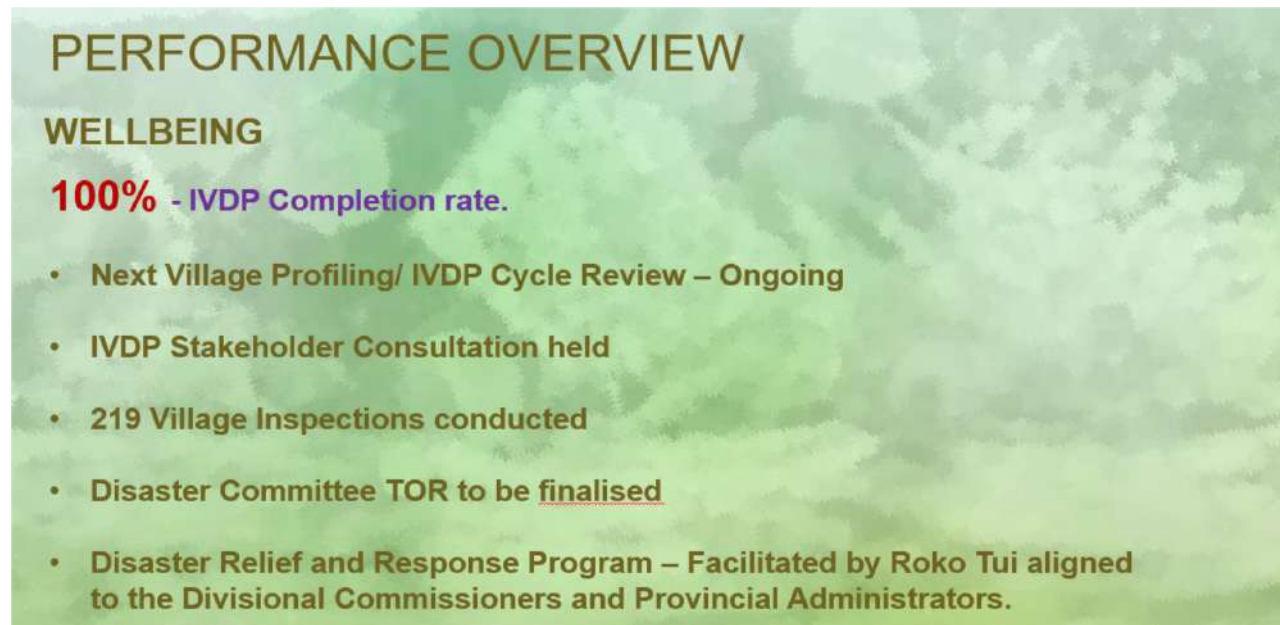 PERFORMANCE OVERVIEW
WELLBEING
100% - IVDP Completion rate.
• Next Village Profiling/ IVDP Cycle Review – Ongoing
• IVDP Stakeholder Consultation held
• 219 Village Inspections conducted
• Disaster Committee TOR to be finalised
• Disaster Relief and Response Program – Facilitated by Roko Tui aligned
to the Divisional Commissioners and Provincial Administrators.